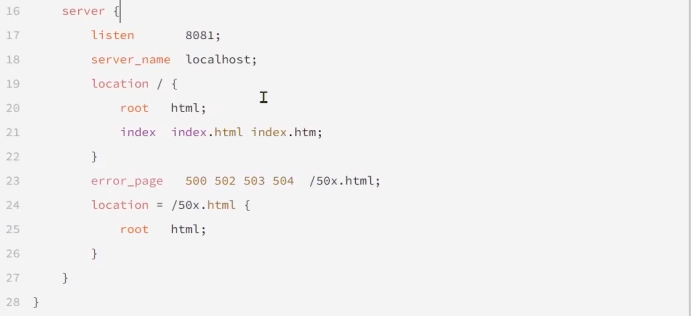 16    server {
17        listen       8081;
18        server_name  localhost;
19        location / {
20            root   html;
21            index  index.html index.htm;
22        }
23        error_page   500 502 503 504  /50x.html;
24        location = /50x.html {
25            root   html;
26        }
27    }
28 }